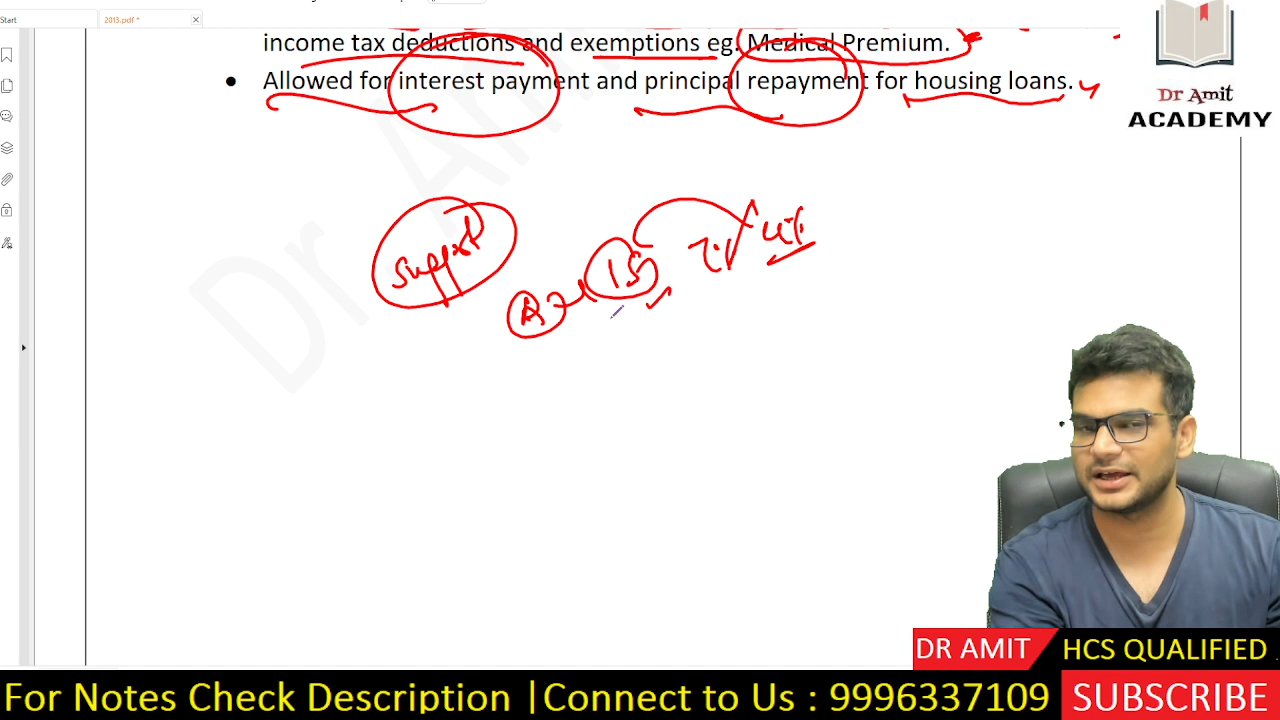 Start
2013.pdf *
income tax deductions and exemptions eg. Medical Premium.
• Allowed for interest payment and principal repayment for housing loans.
Dr Amit
ACADEMY
support
A 15
4%
DR AMIT HCS QUALIFIED
For Notes Check Description | Connect to Us : 9996337109 SUBSCRIBE